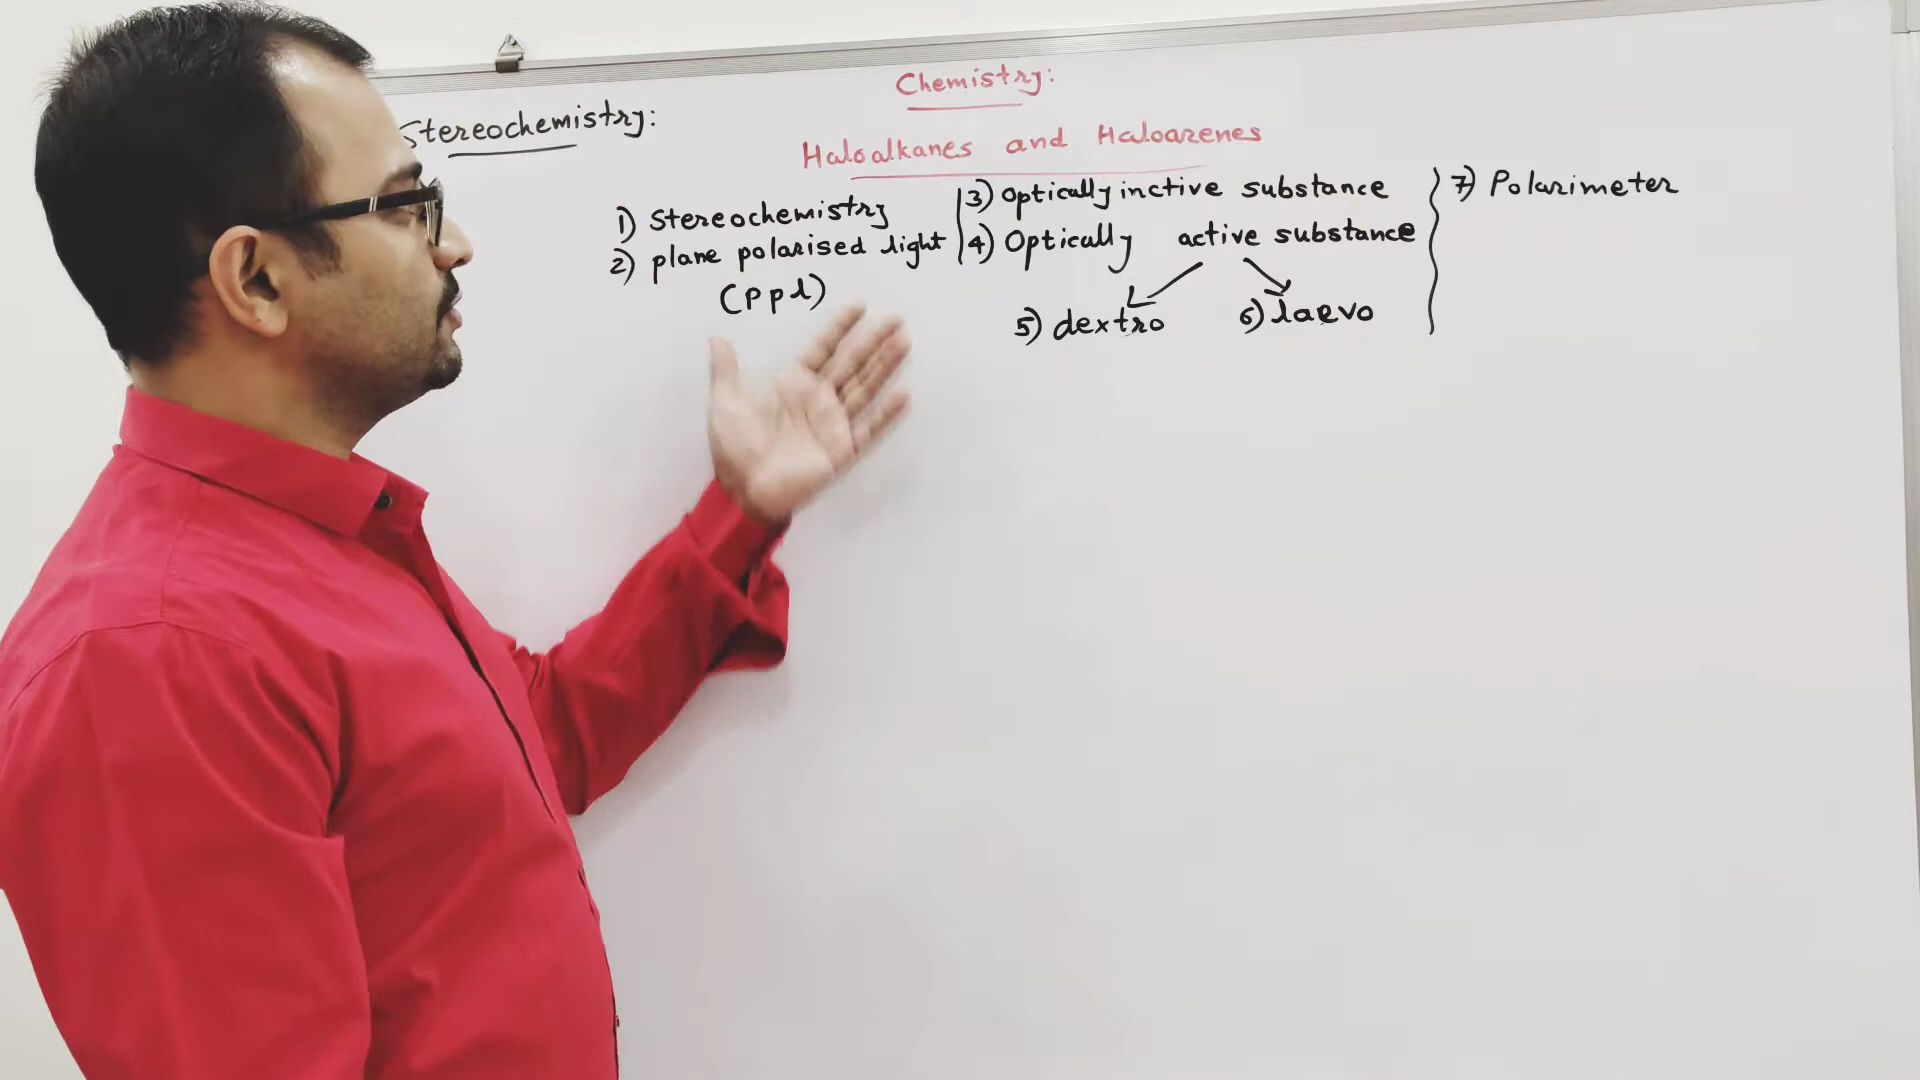 Chemistry:
Stereochemistry:
Haloalkanes and Haloarenes
1) Stereochemistry
2) plane polarised light
(ppl)
3) Optically inctive substance
4) Optically active substance
5) dextro 6) laevo
7) Polarimeter